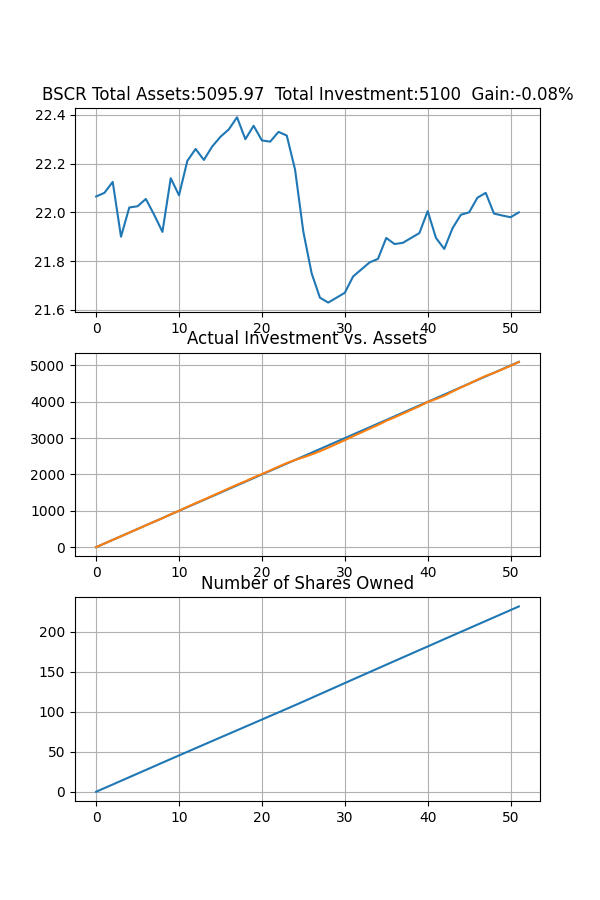 BSCR Total Assets:5095.97  Total Investment:5100  Gain:-0.08%
22.4
22.2
22.0
21.8
21.6
0 10 20 30 40 50
Actual Investment vs. Assets
5000
4000
3000
2000
1000
0
0 10 20 30 40 50
Number of Shares Owned
200
150
100
50
0
0 10 20 30 40 50